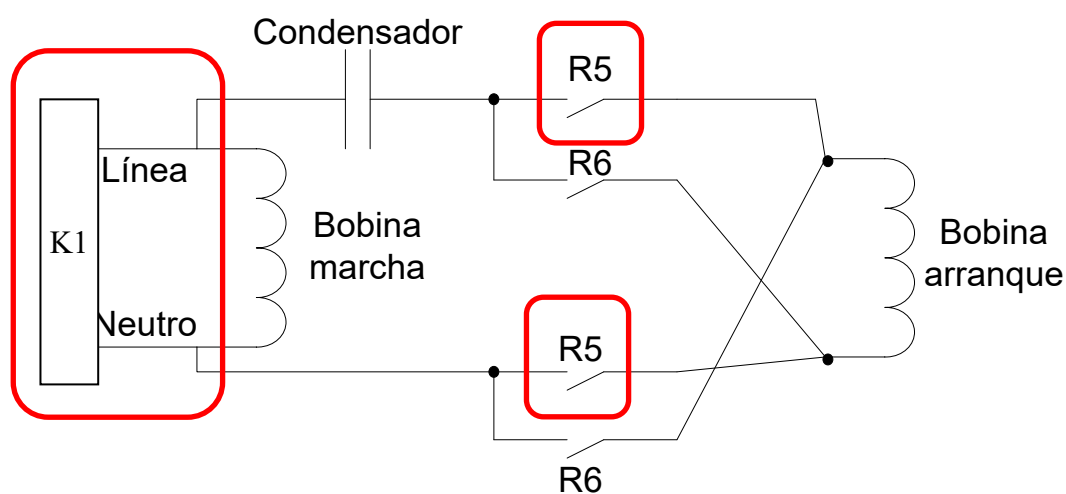 Condensador
R5
R6
Línea
K1
Bobina
marcha
Neutro
Bobina
arranque
R5
R6